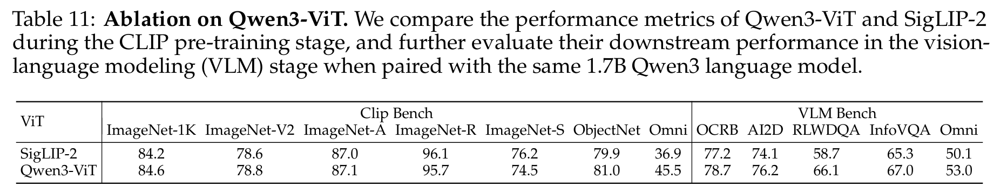 Table 11: Ablation on Qwen3-ViT. We compare the performance metrics of Qwen3-ViT and SigLIP-2
during the CLIP pre-training stage, and further evaluate their downstream performance in the vision-
language modeling (VLM) stage when paired with the same 1.7B Qwen3 language model.
ViT Clip Bench VLM Bench
ImageNet-1K ImageNet-V2 ImageNet-A ImageNet-R ImageNet-S ObjectNet Omni OCRB AI2D RLWDQA InfoVQA Omni
SigLIP-2 84.2 78.6 87.0 96.1 76.2 79.9 36.9 77.2 74.1 58.7 65.3 50.1
Qwen3-ViT 84.6 78.8 87.1 95.7 74.5 81.0 45.5 78.7 76.2 66.1 67.0 53.0